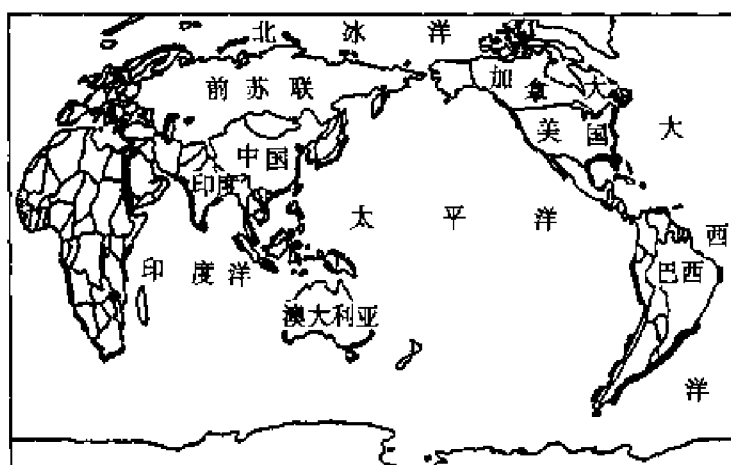 北冰洋
前苏联
加拿大
美国
大西洋
中国
印度
太平洋
印度洋
巴西
澳大利亚